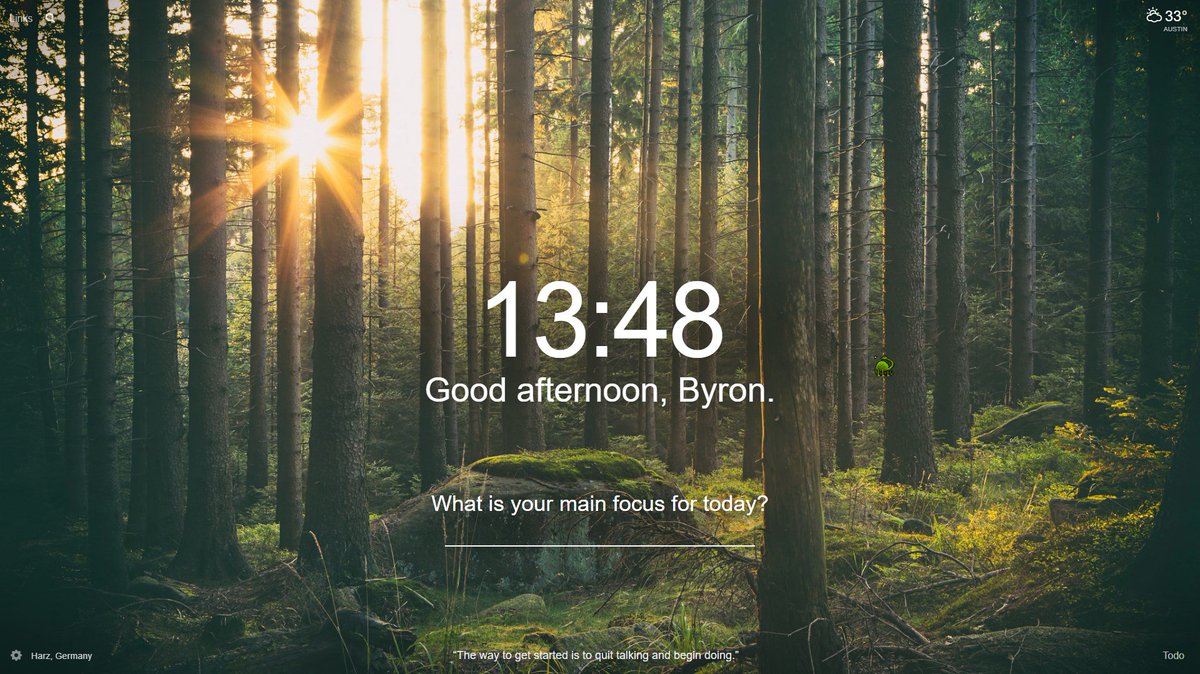 Links
33°
AUSTIN
13:48
Good afternoon, Byron.
What is your main focus for today?
Harz, Germany
"The way to get started is to quit talking and begin doing."
Todo